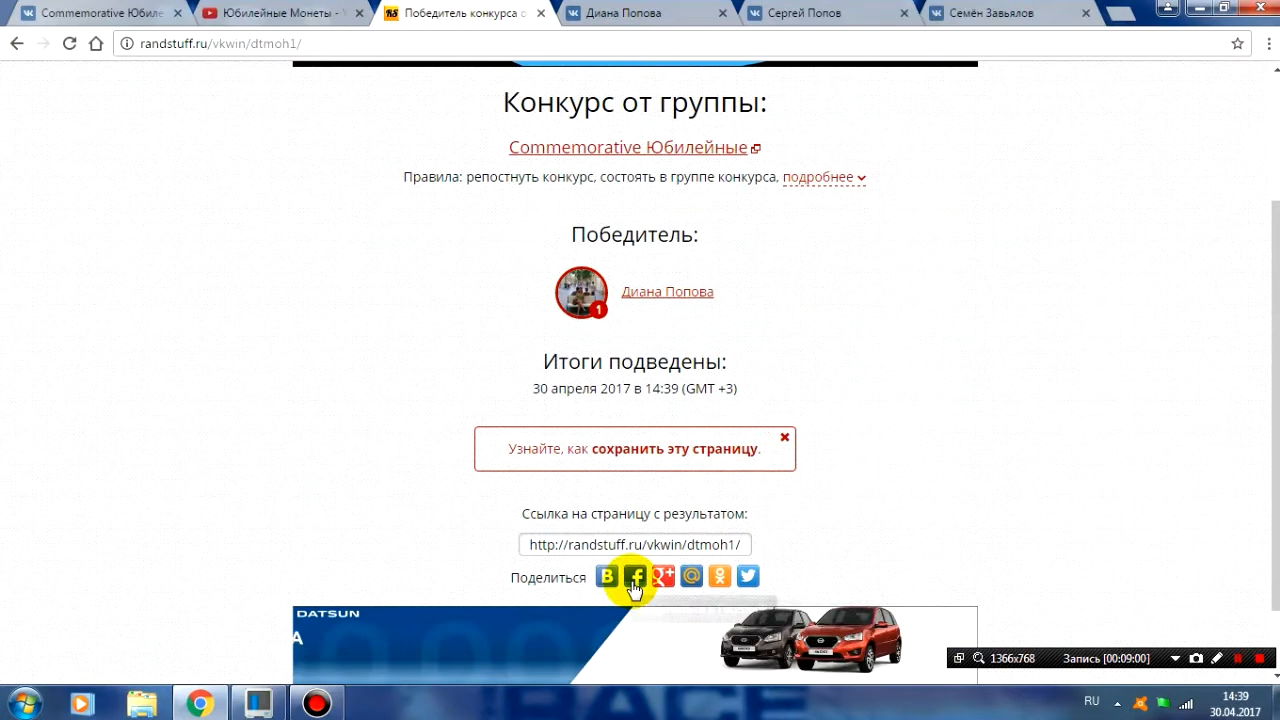 Commemorative Юбиле
Юбилейные Монеты - Y
Победитель конкурса о
Диана Попова
Сергей Попов
Семён Завьялов
randstuff.ru/vkwin/dtmoh1/
Конкурс от группы:
Commemorative Юбилейные
Правила: репостнуть конкурс, состоять в группе конкурса, подробнее
Победитель:
1
Диана Попова
Итоги подведены:
30 апреля 2017 в 14:39 (GMT +3)
Узнайте, как сохранить эту страницу.
Ссылка на страницу с результатом:
http://randstuff.ru/vkwin/dtmoh1/
Поделиться
DATSUN
А
1366x768
Запись [00:09:00]
RU
14:39
30.04.2017